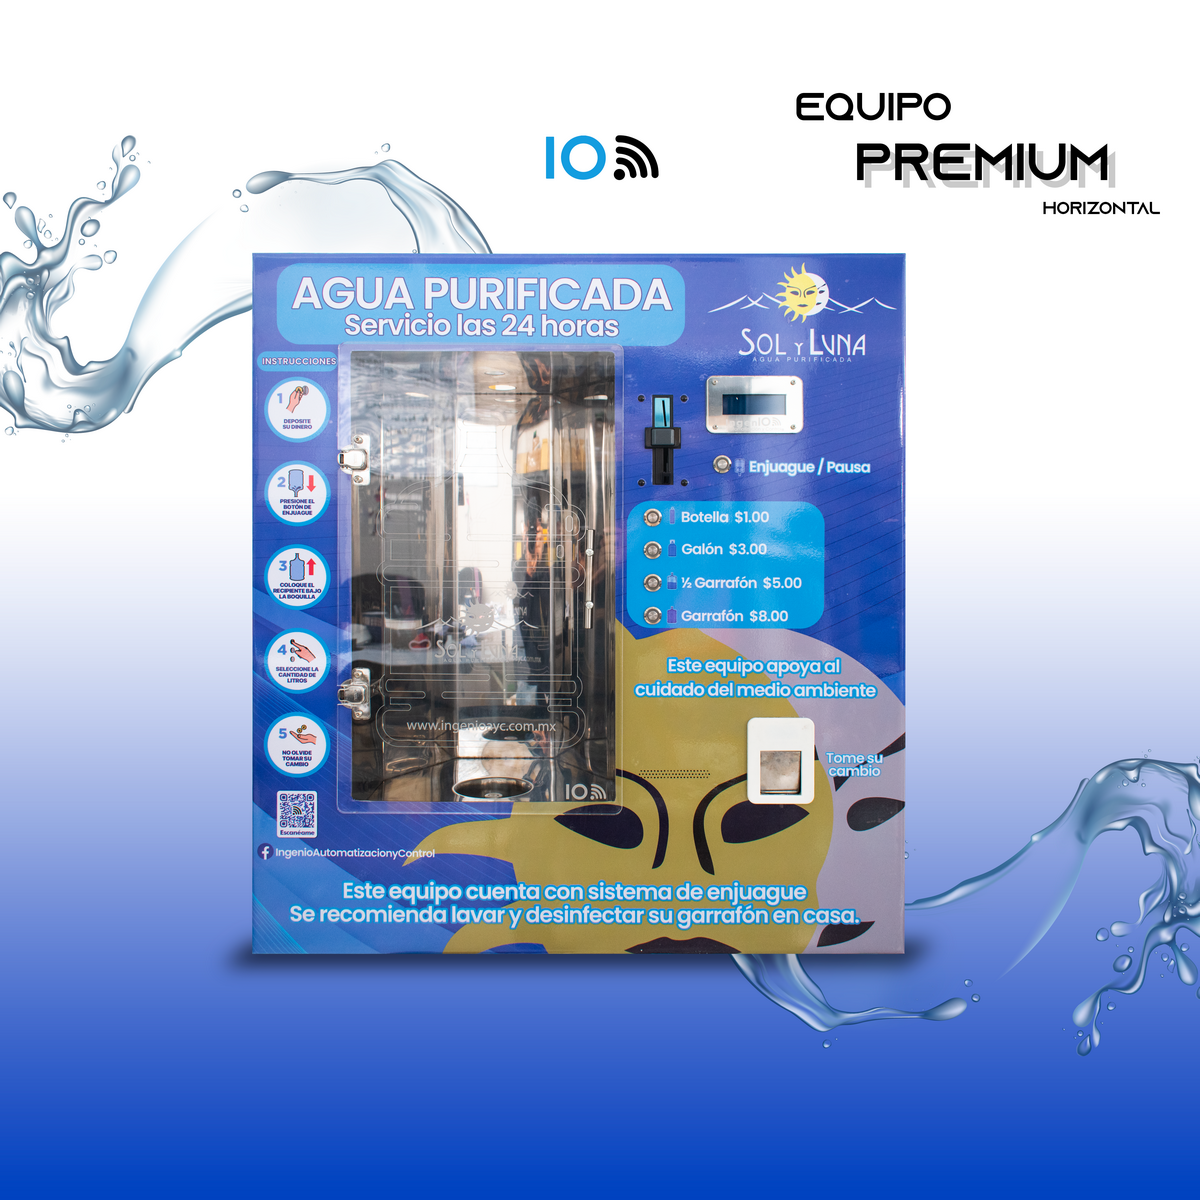 EQUIPO
PREMIUM
HORIZONTAL
IO
AGUA PURIFICADA
Servicio las 24 horas
SOL Y LUNA
AGUA PURIFICADA
INSTRUCCIONES
1
DEPOSITE
SU DINERO
2
PRESIONE EL
BOTÓN DE
ENJUAGUE
3
COLOQUE EL
RECIPIENTE BAJO
LA BOQUILLA
4
SELECCIONE LA
CANTIDAD DE
LITROS
5
NO OLVIDE
TOMAR SU
CAMBIO
Escanéame
IngenioAutomatizacionyControl
SOL Y LUNA
www.ingenioayc.com.mx
IO
Enjuague / Pausa
Botella $1.00
Galón $3.00
½ Garrafón $5.00
Garrafón $8.00
Este equipo apoya al
cuidado del medio ambiente
Tome su
cambio
Este equipo cuenta con sistema de enjuague
Se recomienda lavar y desinfectar su garrafón en casa.